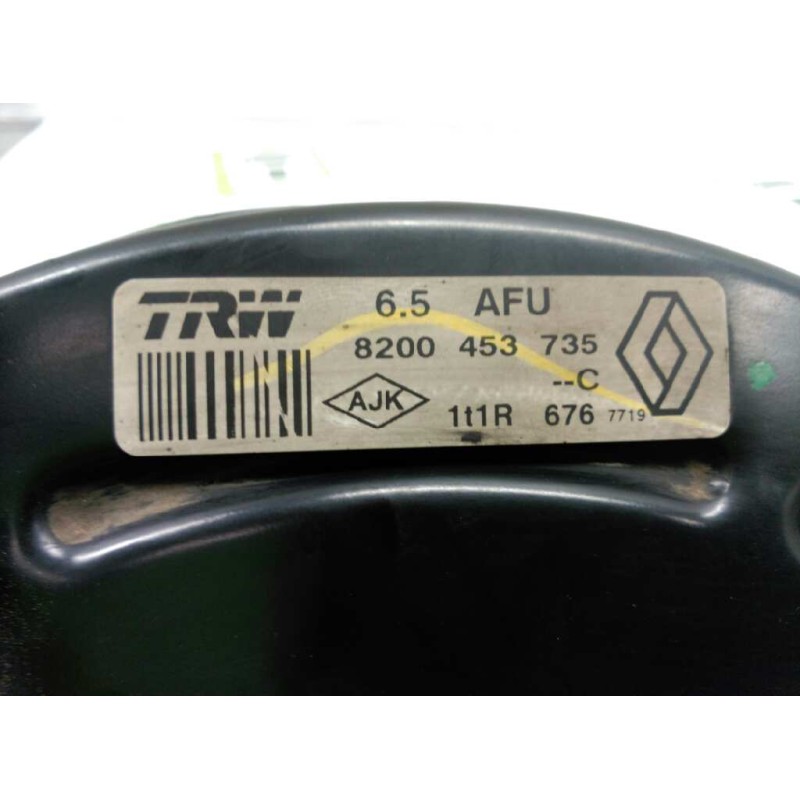 TRW 6.5 AFU
8200 453 735
--C
AJK 1t1R 676 7719